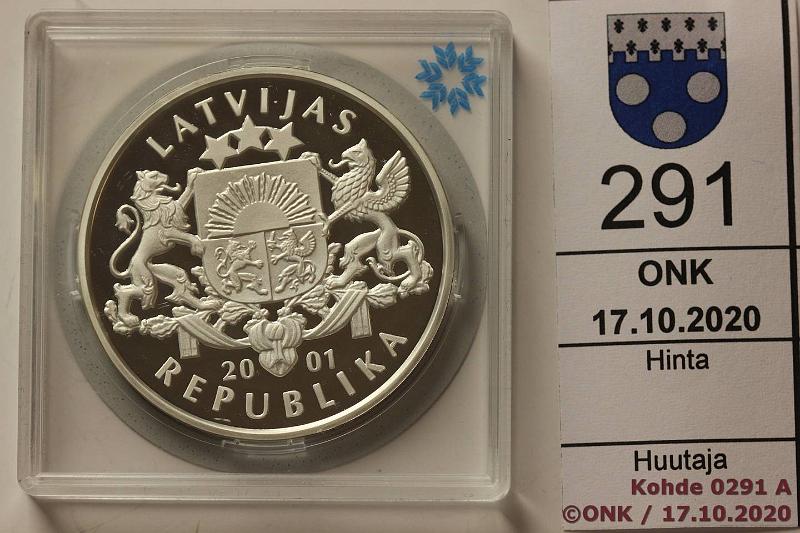 LATVIJAS
20 01
REPUBLIKA
291
ONK
17.10.2020
Hinta
Huutaja
Kohde 0291 A
©ONK / 17.10.2020